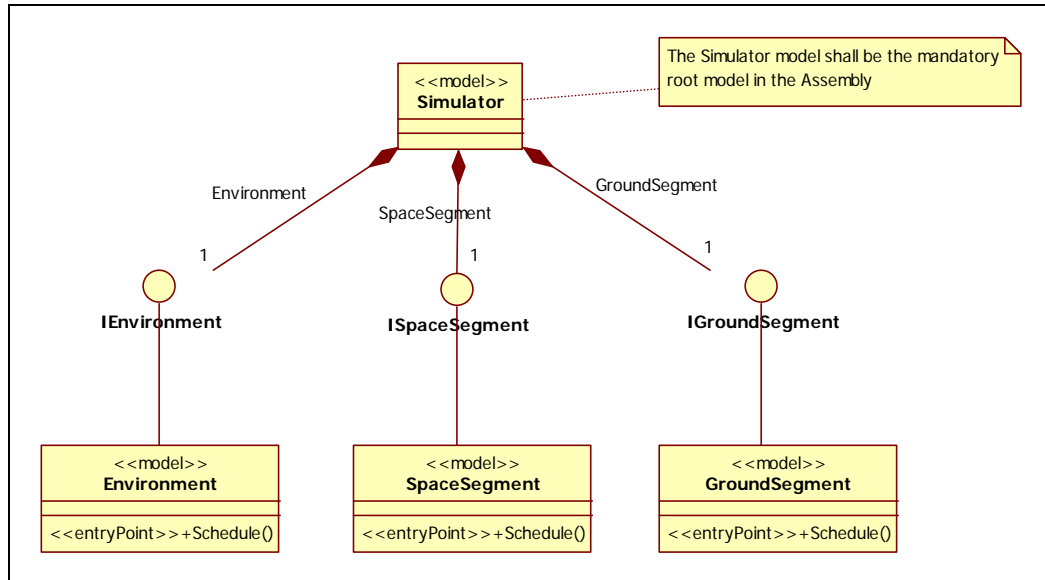 The Simulator model shall be the mandatory
root model in the Assembly
<<model>>
Simulator
Environment
SpaceSegment
GroundSegment
1
1
1
IEnvironment
ISpaceSegment
IGroundSegment
<<model>>
Environment
<<entryPoint>>+Schedule()
<<model>>
SpaceSegment
<<entryPoint>>+Schedule()
<<model>>
GroundSegment
<<entryPoint>>+Schedule()